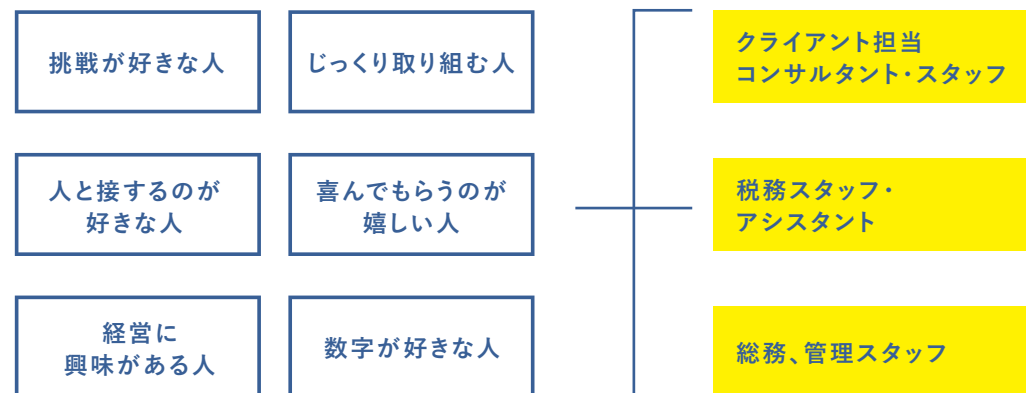 挑戦が好きな人
じっくり取り組む人
クライアント担当
コンサルタント・スタッフ
人と接するのが
好きな人
喜んでもらうのが
嬉しい人
税務スタッフ・
アシスタント
経営に
興味がある人
数字が好きな人
総務、管理スタッフ